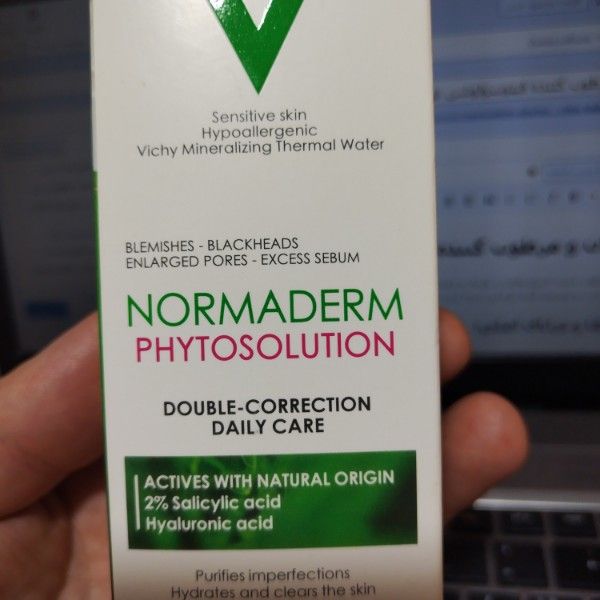 Sensitive skin
Hypoallergenic
Vichy Mineralizing Thermal Water
BLEMISHES - BLACKHEADS
ENLARGED PORES - EXCESS SEBUM
NORMADERM
PHYTOSOLUTION
DOUBLE-CORRECTION
DAILY CARE
ACTIVES WITH NATURAL ORIGIN
2% Salicylic acid
Hyaluronic acid
Purifies imperfections
Hydrates and clears the skin